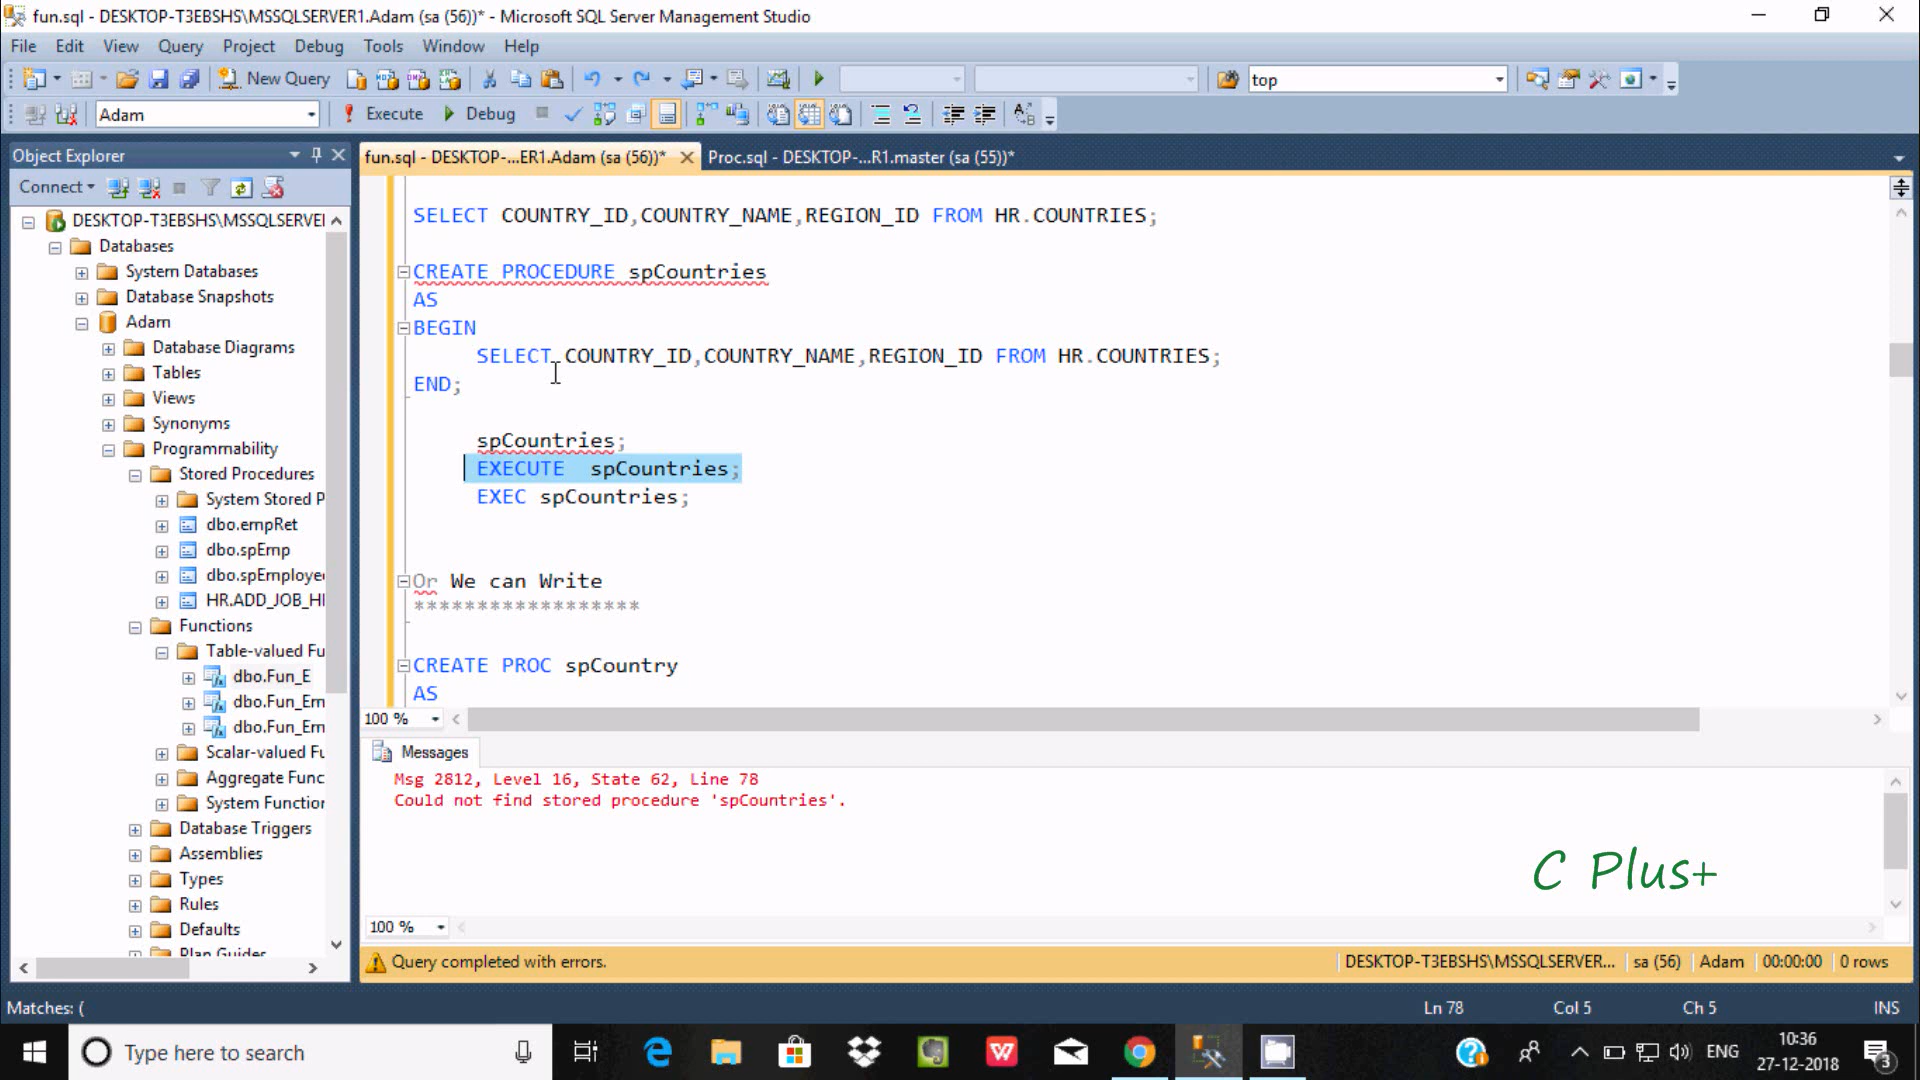 fun.sql - DESKTOP-T3EBSHS\MSSQLSERVER1.Adam (sa (56))* - Microsoft SQL Server Management Studio
File Edit View Query Project Debug Tools Window Help
New Query top
Adam Execute Debug
Object Explorer
Connect
DESKTOP-T3EBSHS\MSSQLSERVEI
Databases
System Databases
Database Snapshots
Adam
Database Diagrams
Tables
Views
Synonyms
Programmability
Stored Procedures
System Stored P
dbo.empRet
dbo.spEmp
dbo.spEmployee
HR.ADD_JOB_HI
Functions
Table-valued Fu
dbo.Fun_E
dbo.Fun_Em
dbo.Fun_Em
Scalar-valued Fu
Aggregate Func
System Function
Database Triggers
Assemblies
Types
Rules
Defaults
Plan Guides
fun.sql - DESKTOP-...ER1.Adam (sa (56))* Proc.sql - DESKTOP-...R1.master (sa (55))*
SELECT COUNTRY_ID,COUNTRY_NAME,REGION_ID FROM HR.COUNTRIES;
CREATE PROCEDURE spCountries
AS
BEGIN
SELECT COUNTRY_ID,COUNTRY_NAME,REGION_ID FROM HR.COUNTRIES;
END;
spCountries;
EXECUTE  spCountries;
EXEC spCountries;
Or We can Write
******************
CREATE PROC spCountry
AS
100 %
Messages
Msg 2812, Level 16, State 62, Line 78
Could not find stored procedure 'spCountries'.
C Plus+
100 %
Query completed with errors. DESKTOP-T3EBSHS\MSSQLSERVER... sa (56) Adam 00:00:00 0 rows
Matches: ( Ln 78 Col 5 Ch 5 INS
Type here to search ENG 10:36
27-12-2018 3